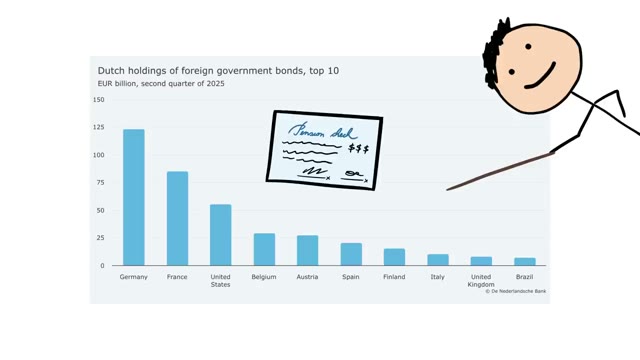 Dutch holdings of foreign government bonds, top 10
EUR billion, second quarter of 2025
150
125
100
75
50
25
0
Pension check
$$$
x
x
Germany
France
United
States
Belgium
Austria
Spain
Finland
Italy
United
Kingdom
Brazil
© De Nederlandsche Bank